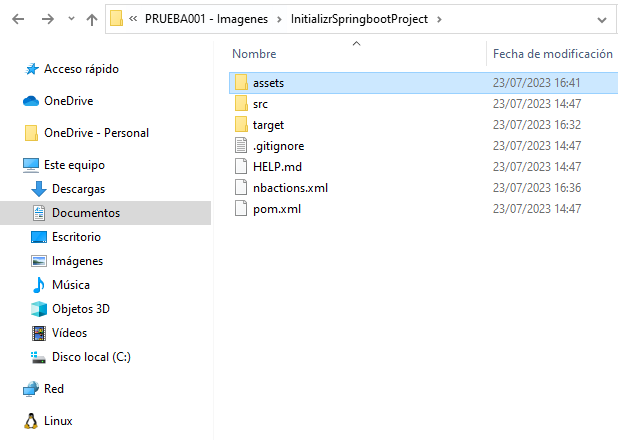 PRUEBA001 - Imagenes InitializrSpringbootProject
Nombre Fecha de modificación
Acceso rápido
OneDrive
OneDrive - Personal
Este equipo
Descargas
Documentos
Escritorio
Imágenes
Música
Objetos 3D
Vídeos
Disco local (C:)
Red
Linux
assets 23/07/2023 16:41
src 23/07/2023 14:47
target 23/07/2023 16:32
.gitignore 23/07/2023 14:47
HELP.md 23/07/2023 14:47
nbactions.xml 23/07/2023 16:36
pom.xml 23/07/2023 14:47